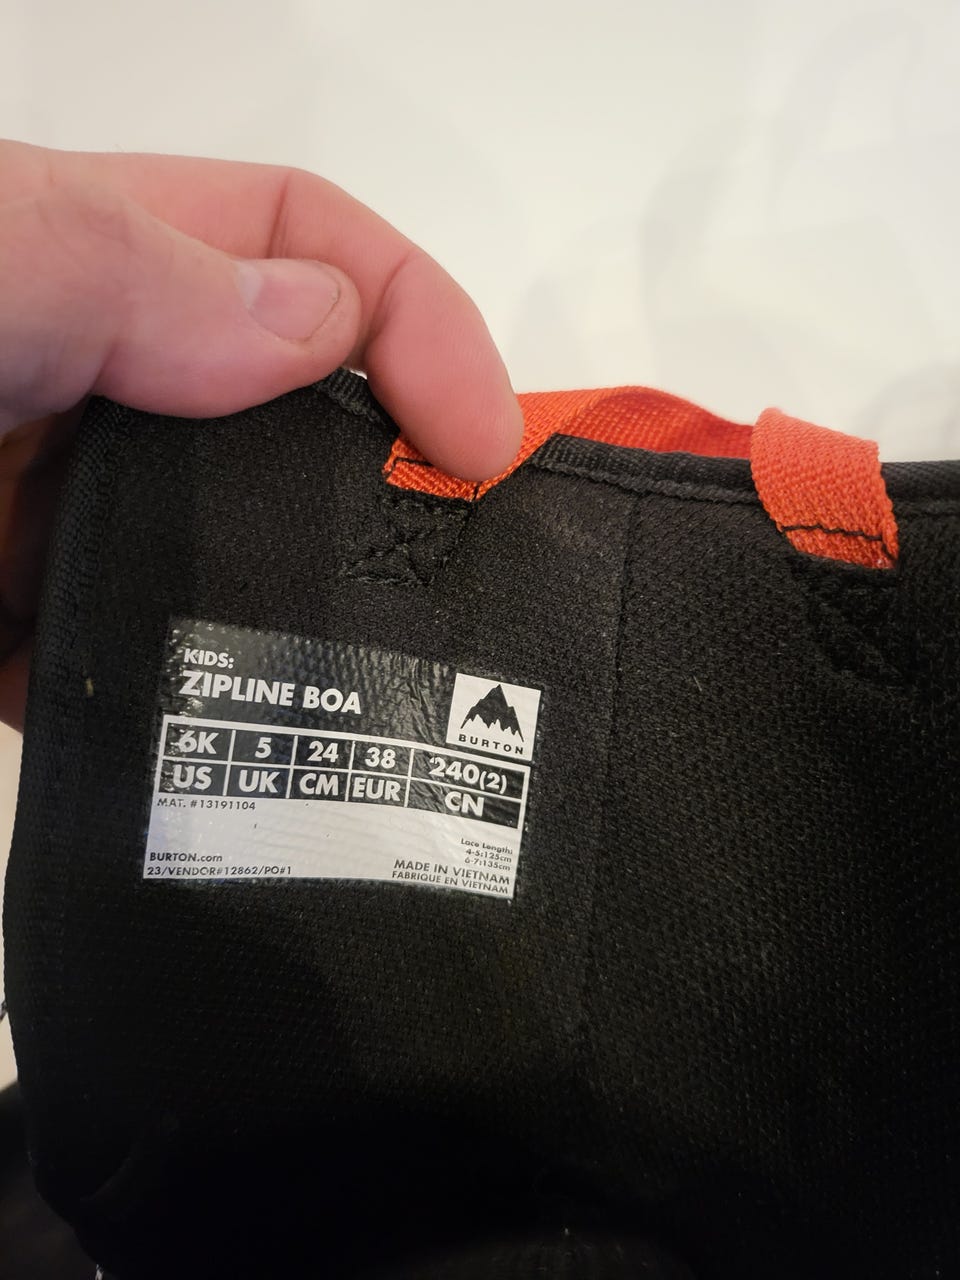 KIDS:
ZIPLINE BOA
BURTON
6K 5 24 38 240(2)
US UK CM EUR CN
MAT. #13191104
Lace Length:
4-5:125cm
6-7:135cm
BURTON.com
23/VENDOR#12862/PO#1
MADE IN VIETNAM
FABRIQUE EN VIETNAM